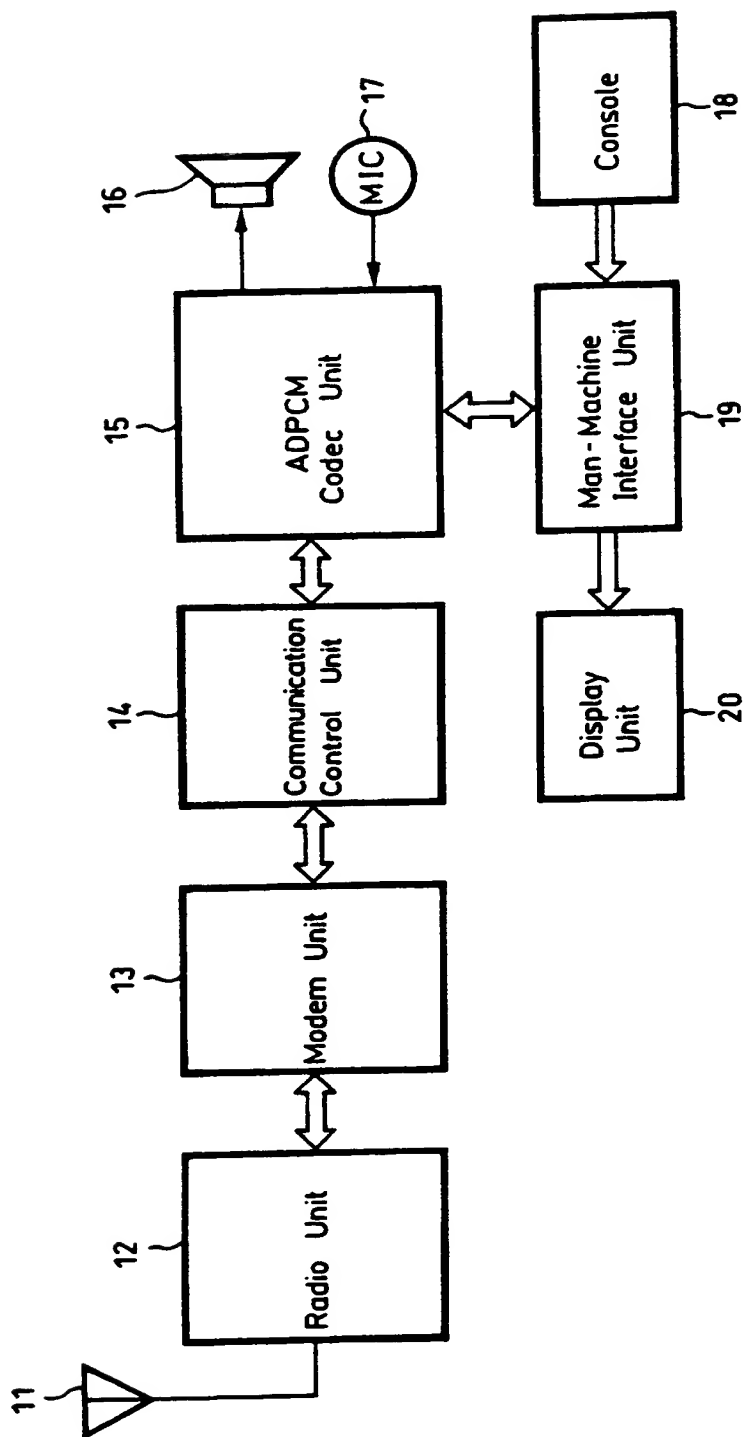 11
12
Radio Unit
13
Modem Unit
14
Communication
Control Unit
15
ADPCM
Codec Unit
16
17
MIC
20
Display
Unit
19
Man-Machine
Interface Unit
18
Console